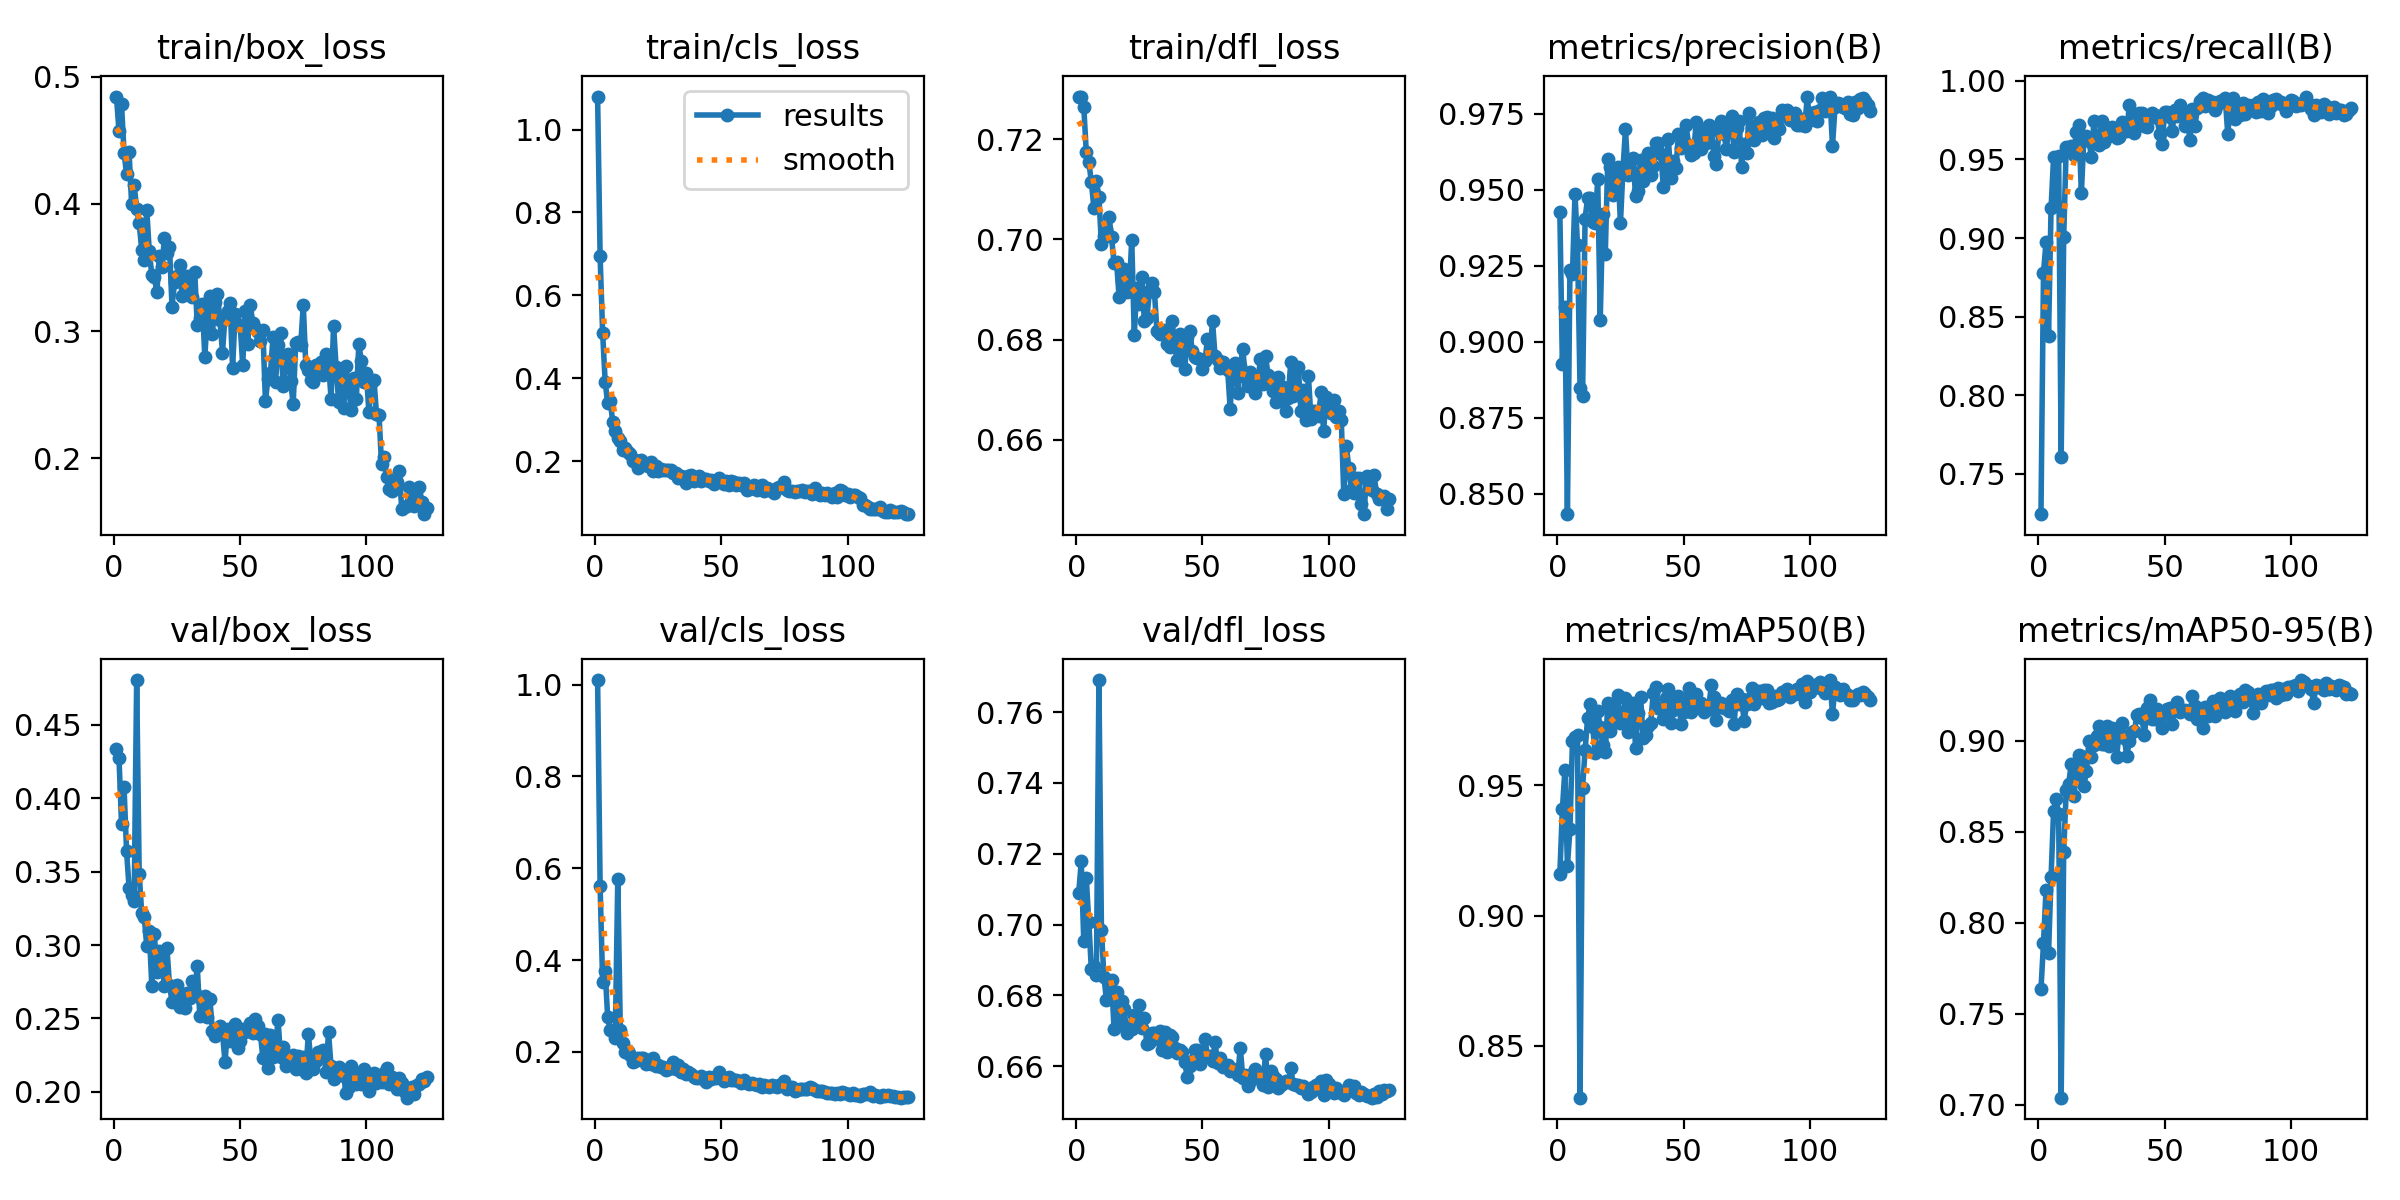 train/box_loss
0.5
0.4
0.3
0.2
0 50 100
train/cls_loss
results
smooth
1.0
0.8
0.6
0.4
0.2
0 50 100
train/dfl_loss
0.72
0.70
0.68
0.66
0 50 100
metrics/precision(B)
0.975
0.950
0.925
0.900
0.875
0.850
0 50 100
metrics/recall(B)
1.00
0.95
0.90
0.85
0.80
0.75
0 50 100
val/box_loss
0.45
0.40
0.35
0.30
0.25
0.20
0 50 100
val/cls_loss
1.0
0.8
0.6
0.4
0.2
0 50 100
val/dfl_loss
0.76
0.74
0.72
0.70
0.68
0.66
0 50 100
metrics/mAP50(B)
0.95
0.90
0.85
0 50 100
metrics/mAP50-95(B)
0.90
0.85
0.80
0.75
0.70
0 50 100